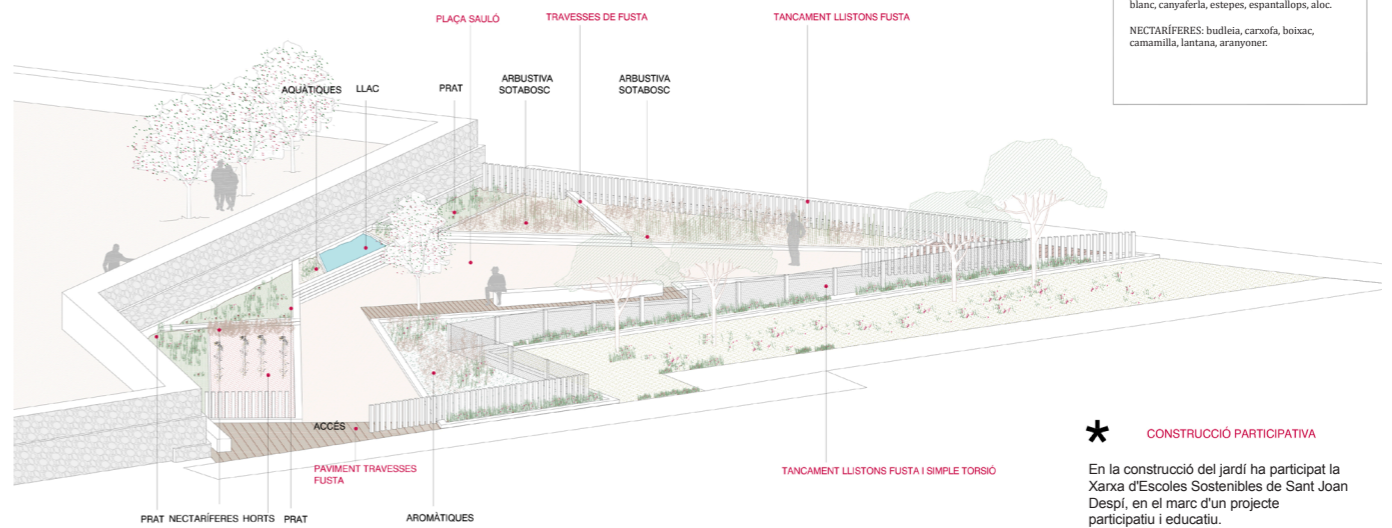 blanc, canyaferla, estepes, espantallops, aloc.
NECTARÍFERES: budleia, carxofa, boixac,
camamilla, lantana, aranyoner.
PLAÇA SAULÓ
TRAVESSES DE FUSTA
TANCAMENT LLISTONS FUSTA
AQUÀTIQUES
LLAC
PRAT
ARBUSTIVA
SOTABOSC
ARBUSTIVA
SOTABOSC
ACCÉS
PAVIMENT TRAVESSES
FUSTA
TANCAMENT LLISTONS FUSTA I SIMPLE TORSIÓ
PRAT
NECTARÍFERES
HORTS
PRAT
AROMÀTIQUES
* CONSTRUCCIÓ PARTICIPATIVA
En la construcció del jardí ha participat la
Xarxa d'Escoles Sostenibles de Sant Joan
Despí, en el marc d'un projecte
participatiu i educatiu.